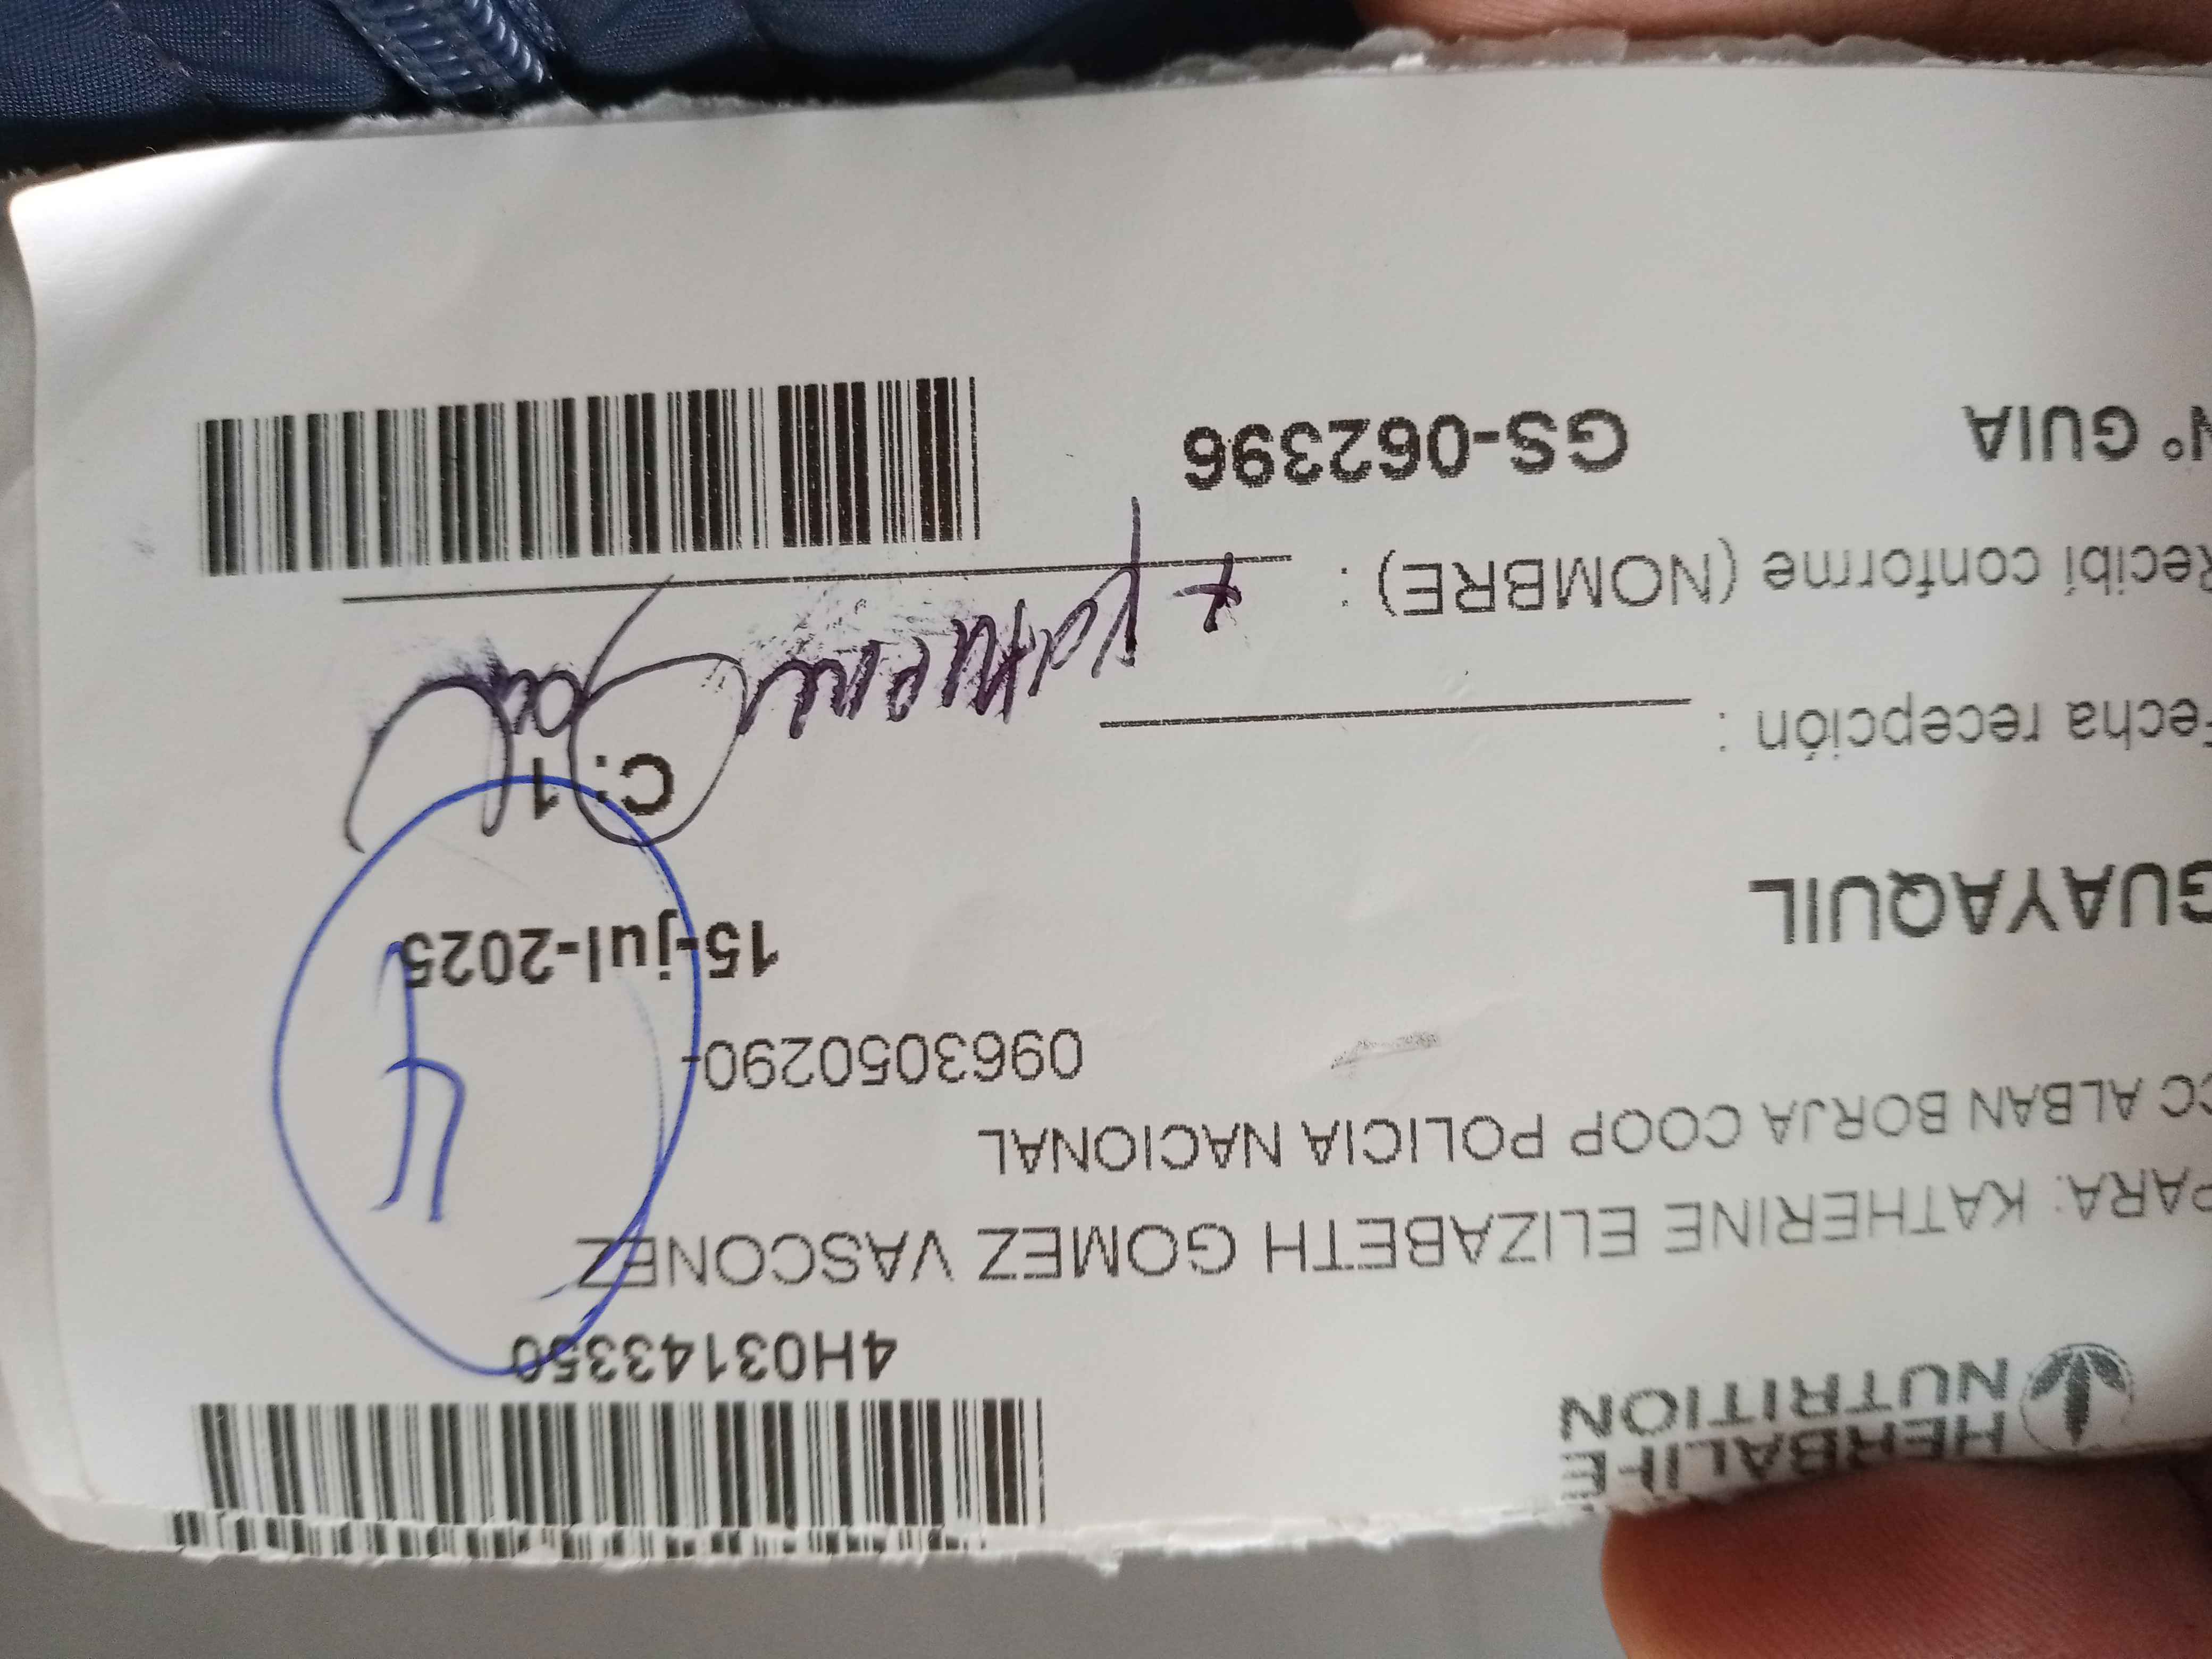 HERBALIFE
NUTRITION
4H03143350
PARA: KATHERINE ELIZABETH GOMEZ VASCONEZ
CC ALBAN BORJA COOP POLICIA NACIONAL
0963050290-
GUAYAQUIL
15-jul-2025
C: 1
Fecha recepción :
Recibí conforme (NOMBRE) :
N° GUIA GS-062396